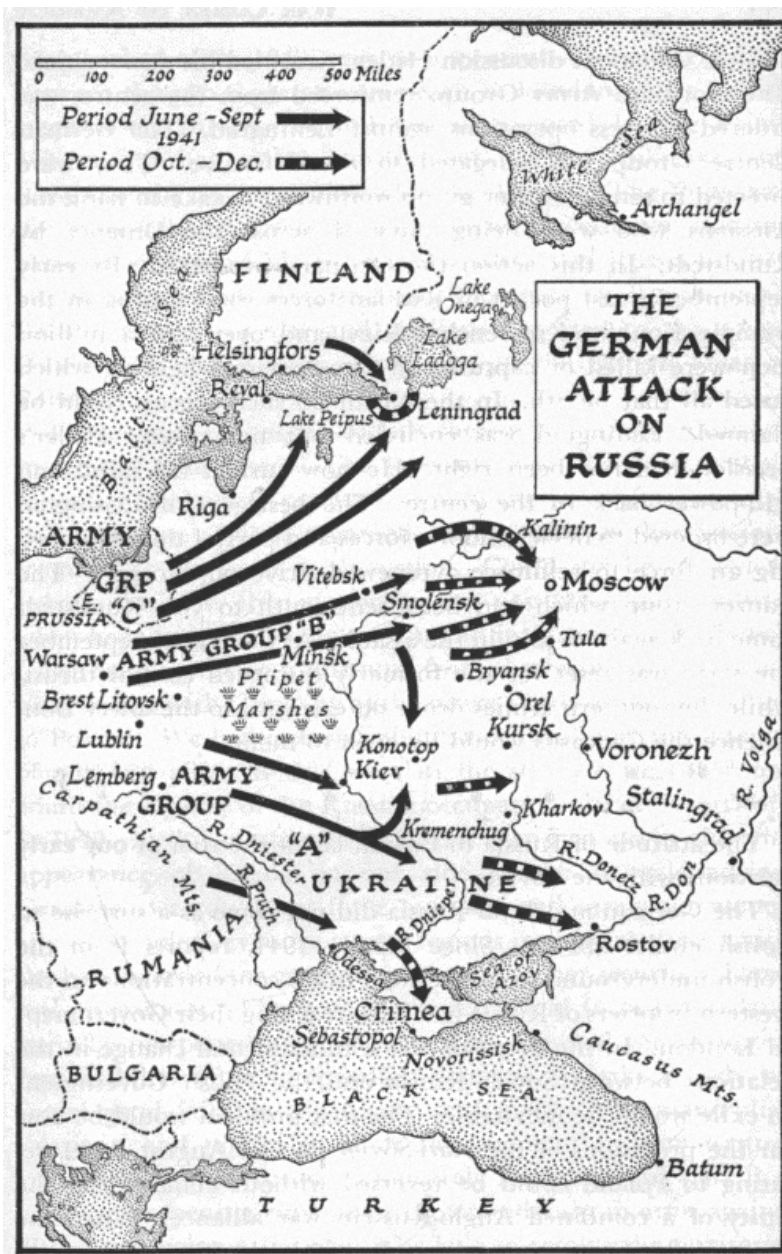 0 100 200 300 400 500 Miles
Period June - Sept
1941
Period Oct. - Dec.
White Sea
Archangel
THE
GERMAN
ATTACK
ON
RUSSIA
FINLAND
Lake
Onega
Lake
Ladoga
Helsingfors
Reval
Lake Peipus
Leningrad
Baltic Sea
Riga
ARMY
GRP
"C"
E.
PRUSSIA
Kalinin
Vitebsk
Moscow
Smolensk
ARMY GROUP "B"
Warsaw
Minsk
Tula
Bryansk
Brest Litovsk
Pripet
Marshes
Orel
Kursk
Lublin
Konotop
Kiev
Voronezh
R. Volga
Lemberg
ARMY
GROUP
"A"
Stalingrad
Carpathian Mts.
Kremenchug
Kharkov
R. Dniester
R. Donetz
R. Don
R. Pruth
UKRAINE
R. Dnieper
Rostov
RUMANIA
Odessa
Sea of
Azov
Crimea
Sebastopol
Novorissisk
Caucasus Mts.
BULGARIA
BLACK SEA
Batum
TURKEY